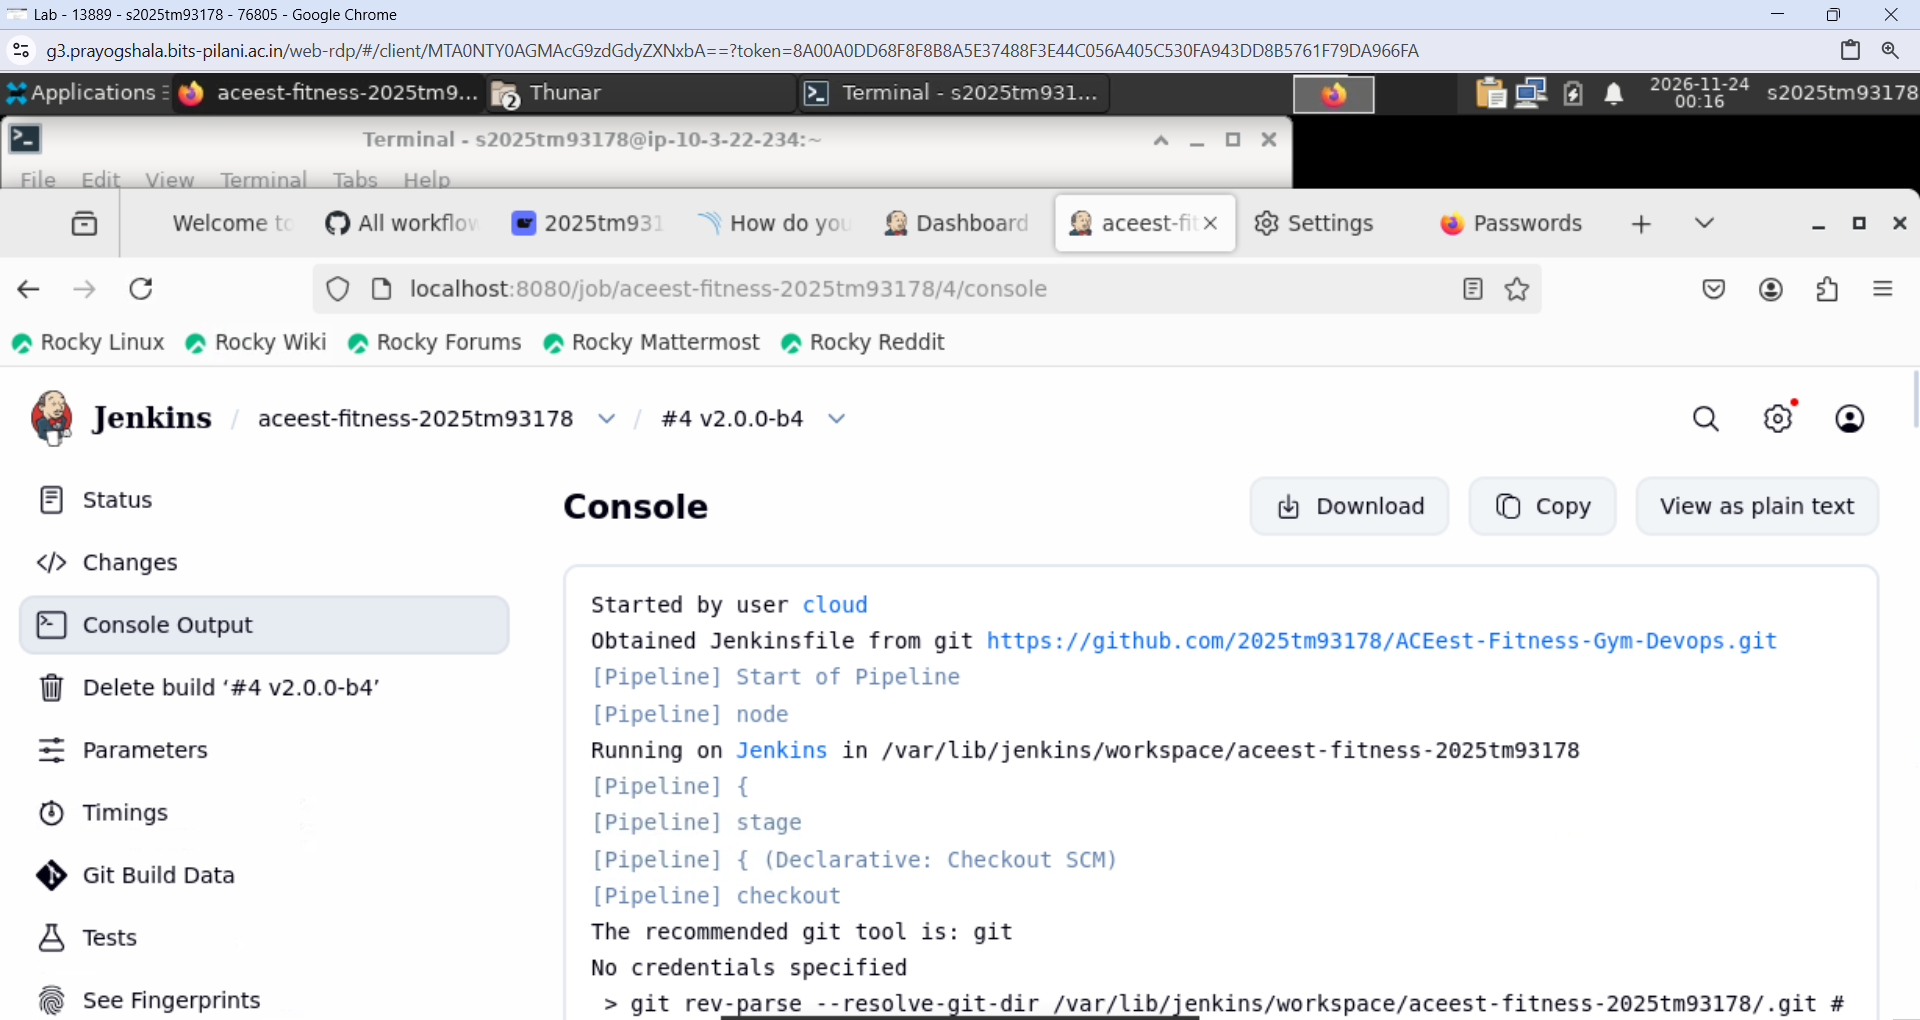 Lab - 13889 - s2025tm93178 - 76805 - Google Chrome
g3.prayogshala.bits-pilani.ac.in/web-rdp/#/client/MTA0NTY0AGMAcG9zdGdyZXNxbA==?token=8A00A0DD68F8F8B8A5E37488F3E44C056A405C530FA943DD8B5761F79DA966FA
Applications aceest-fitness-2025tm9... 2 Thunar Terminal - s2025tm931... 2026-11-24 00:16 s2025tm93178
Terminal - s2025tm93178@ip-10-3-22-234:~
File Edit View Terminal Tabs Help
Welcome to All workflow 2025tm931 How do you Dashboard aceest-fit Settings Passwords
localhost:8080/job/aceest-fitness-2025tm93178/4/console
Rocky Linux Rocky Wiki Rocky Forums Rocky Mattermost Rocky Reddit
Jenkins / aceest-fitness-2025tm93178 / #4 v2.0.0-b4
Status
Changes
Console Output
Delete build ‘#4 v2.0.0-b4’
Parameters
Timings
Git Build Data
Tests
See Fingerprints
Console Download Copy View as plain text
Started by user cloud
Obtained Jenkinsfile from git https://github.com/2025tm93178/ACEest-Fitness-Gym-Devops.git
[Pipeline] Start of Pipeline
[Pipeline] node
Running on Jenkins in /var/lib/jenkins/workspace/aceest-fitness-2025tm93178
[Pipeline] {
[Pipeline] stage
[Pipeline] { (Declarative: Checkout SCM)
[Pipeline] checkout
The recommended git tool is: git
No credentials specified
> git rev-parse --resolve-git-dir /var/lib/jenkins/workspace/aceest-fitness-2025tm93178/.git #